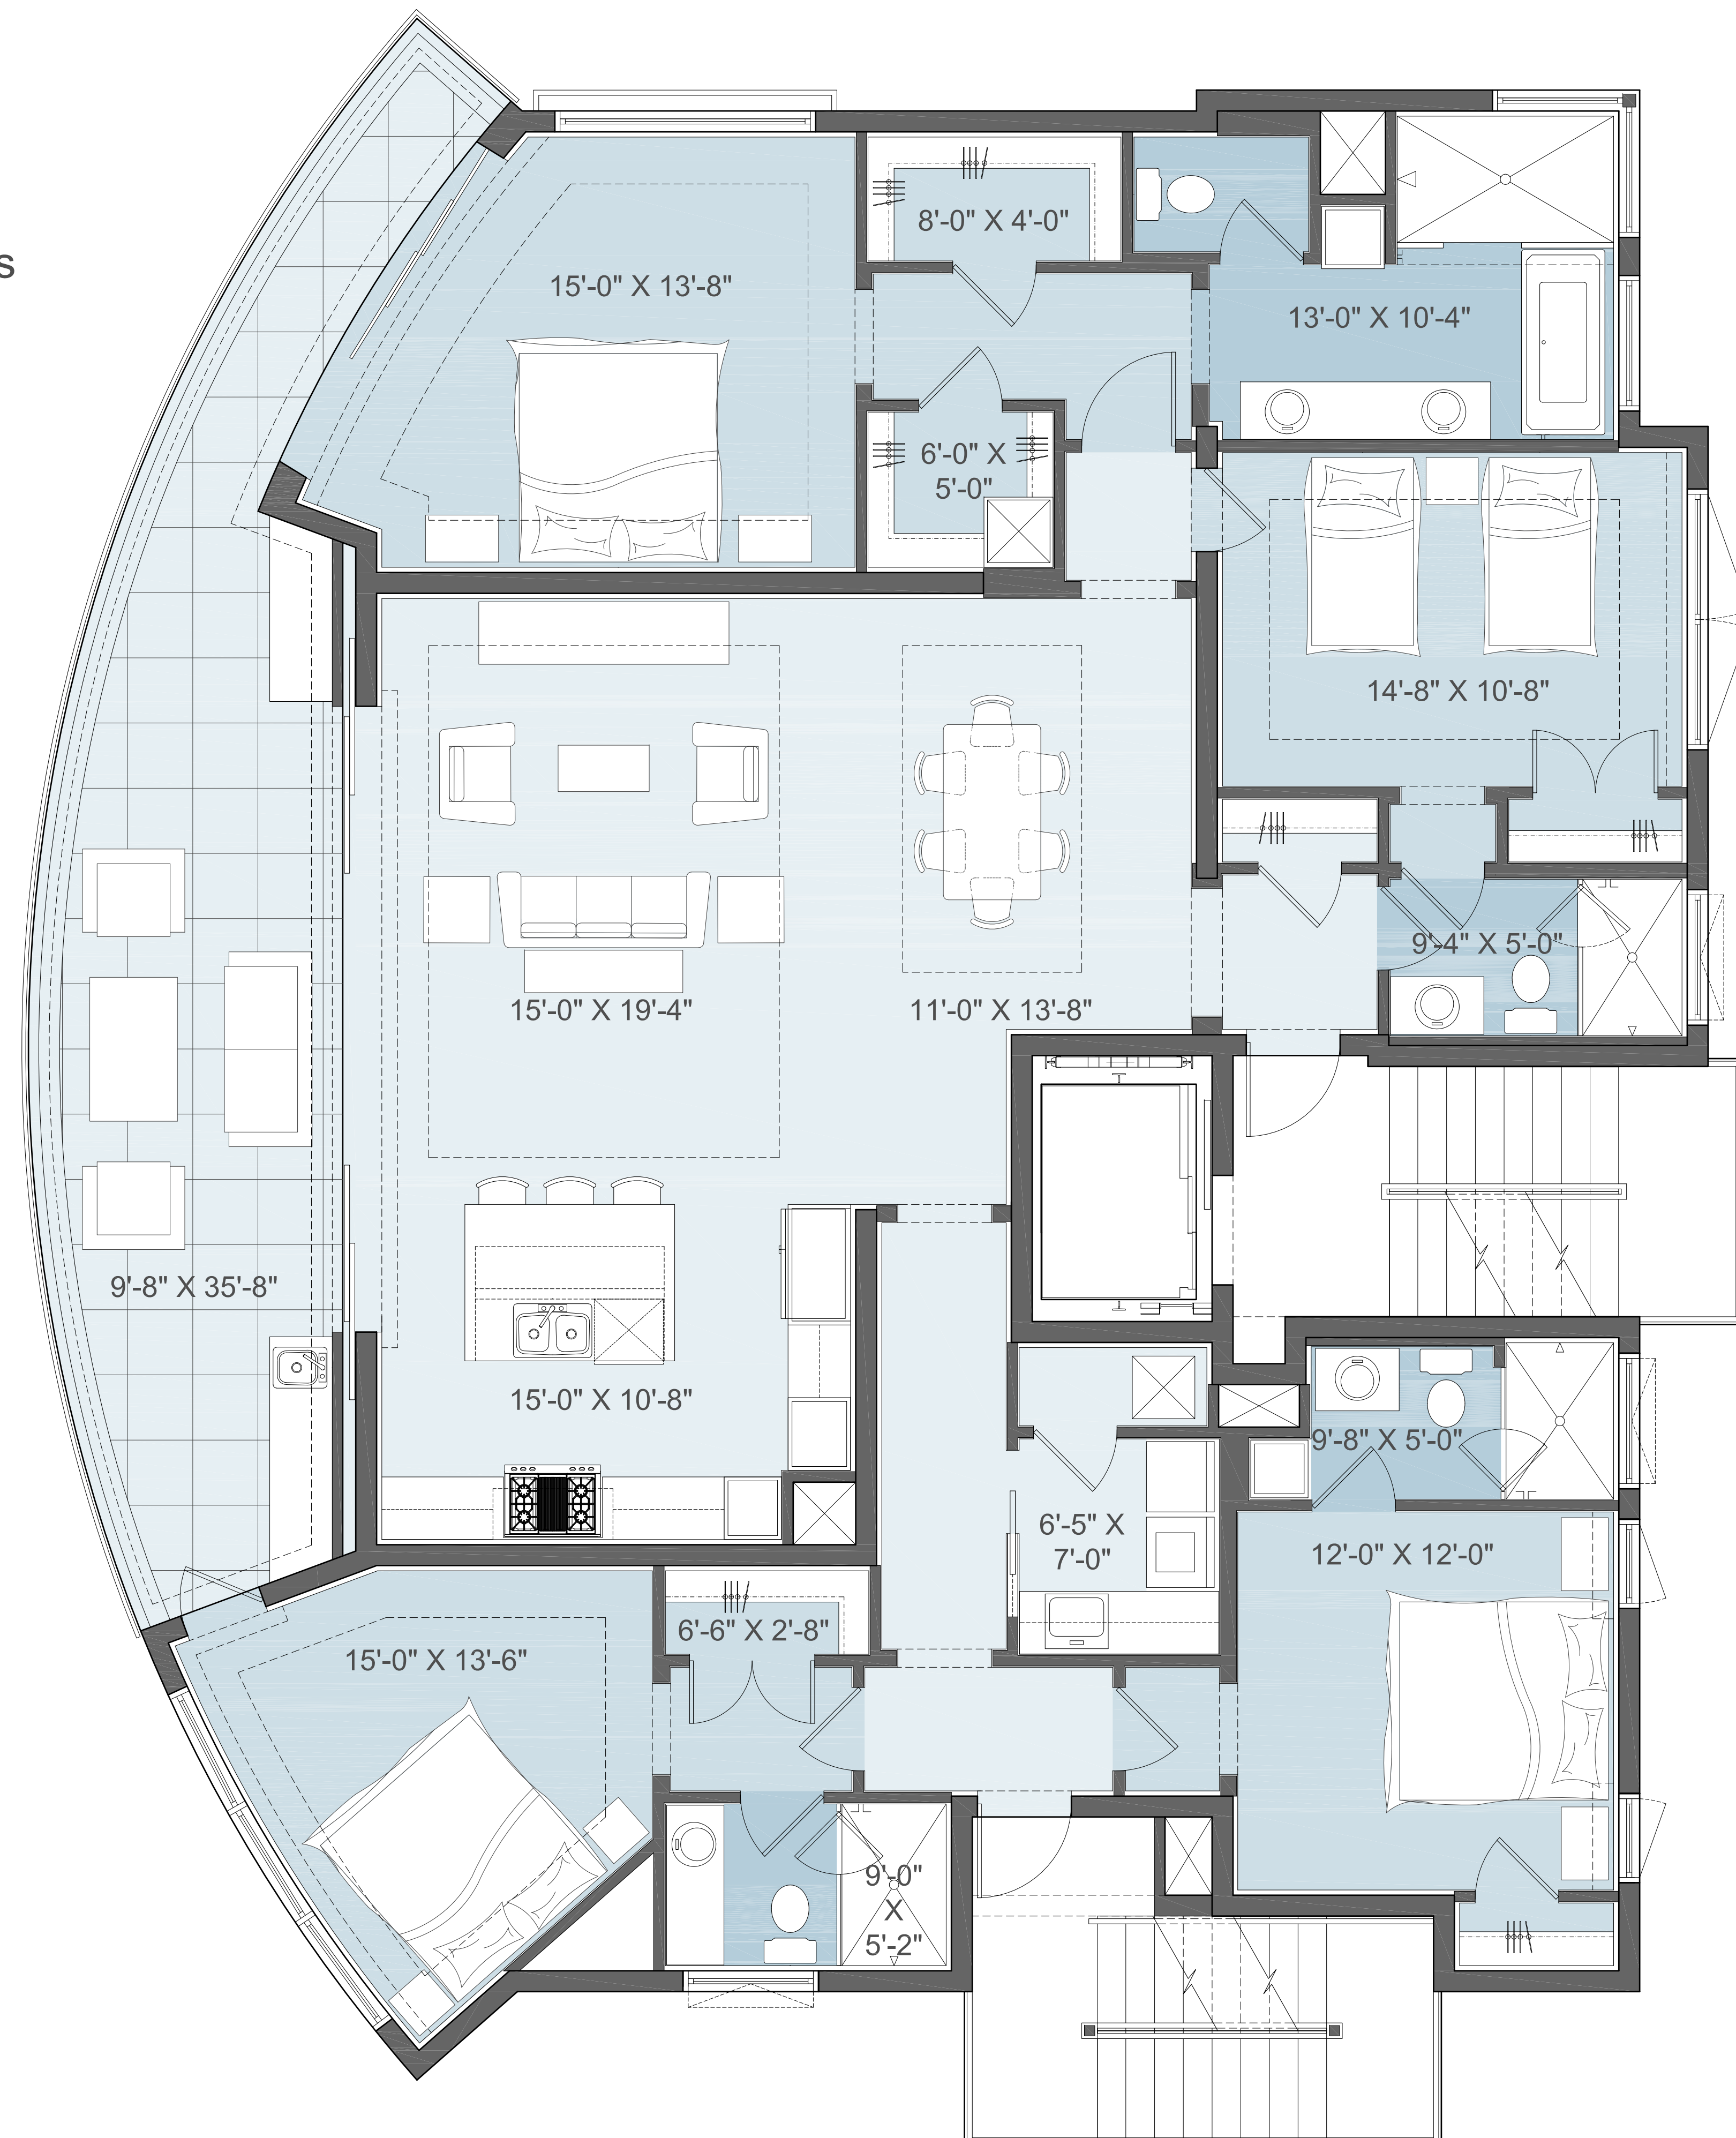 s
8'-0" X 4'-0"
15'-0" X 13'-8"
13'-0" X 10'-4"
6'-0" X
5'-0"
14'-8" X 10'-8"
9'-4" X 5'-0"
15'-0" X 19'-4"
11'-0" X 13'-8"
9'-8" X 35'-8"
15'-0" X 10'-8"
9'-8" X 5'-0"
6'-5" X
7'-0"
12'-0" X 12'-0"
6'-6" X 2'-8"
15'-0" X 13'-6"
9'-0"
X
5'-2"